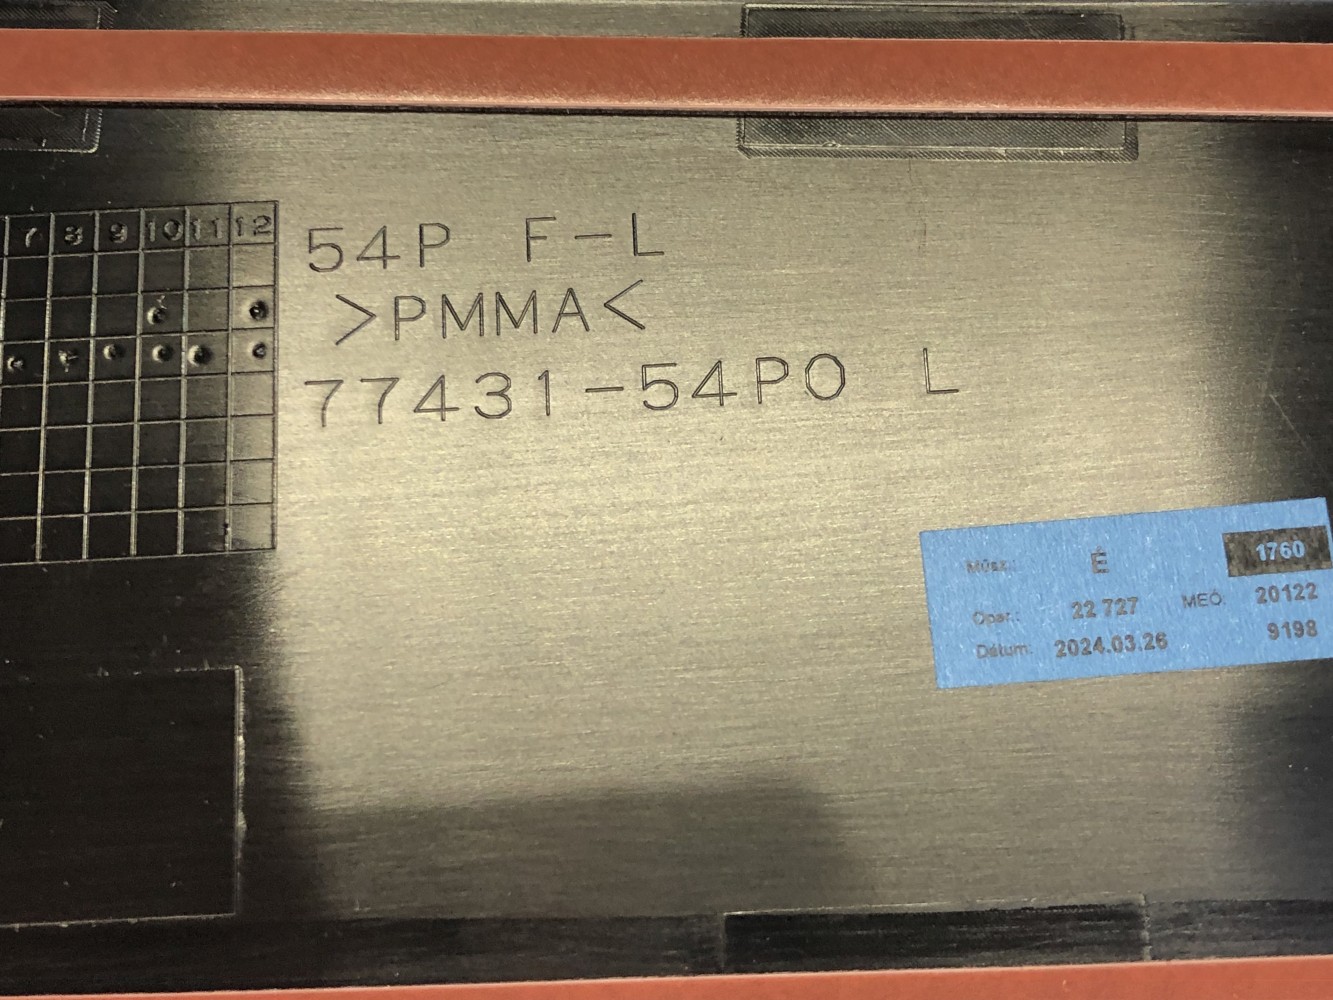 7 8 9 10 11 12
54P F-L
>PMMA<
77431-54P0 L
Műsz.: É 1760
Oper.: 22 727 MEÓ: 20122
Dátum: 2024.03.26 9198